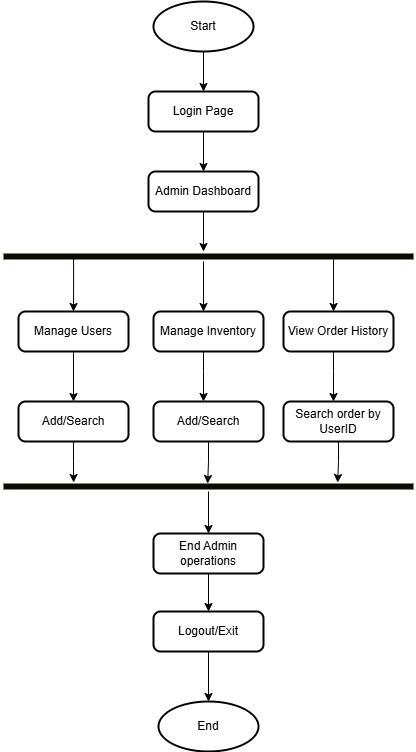 Start
Login Page
Admin Dashboard
Manage Users
Manage Inventory
View Order History
Add/Search
Add/Search
Search order by
UserID
End Admin
operations
Logout/Exit
End